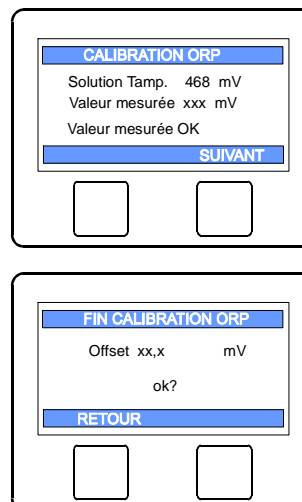 CALIBRATION ORP
Solution Tamp. 468 mV
Valeur mesurée xxx mV
Valeur mesurée OK
SUIVANT
FIN CALIBRATION ORP
Offset xx,x mV
ok?
RETOUR